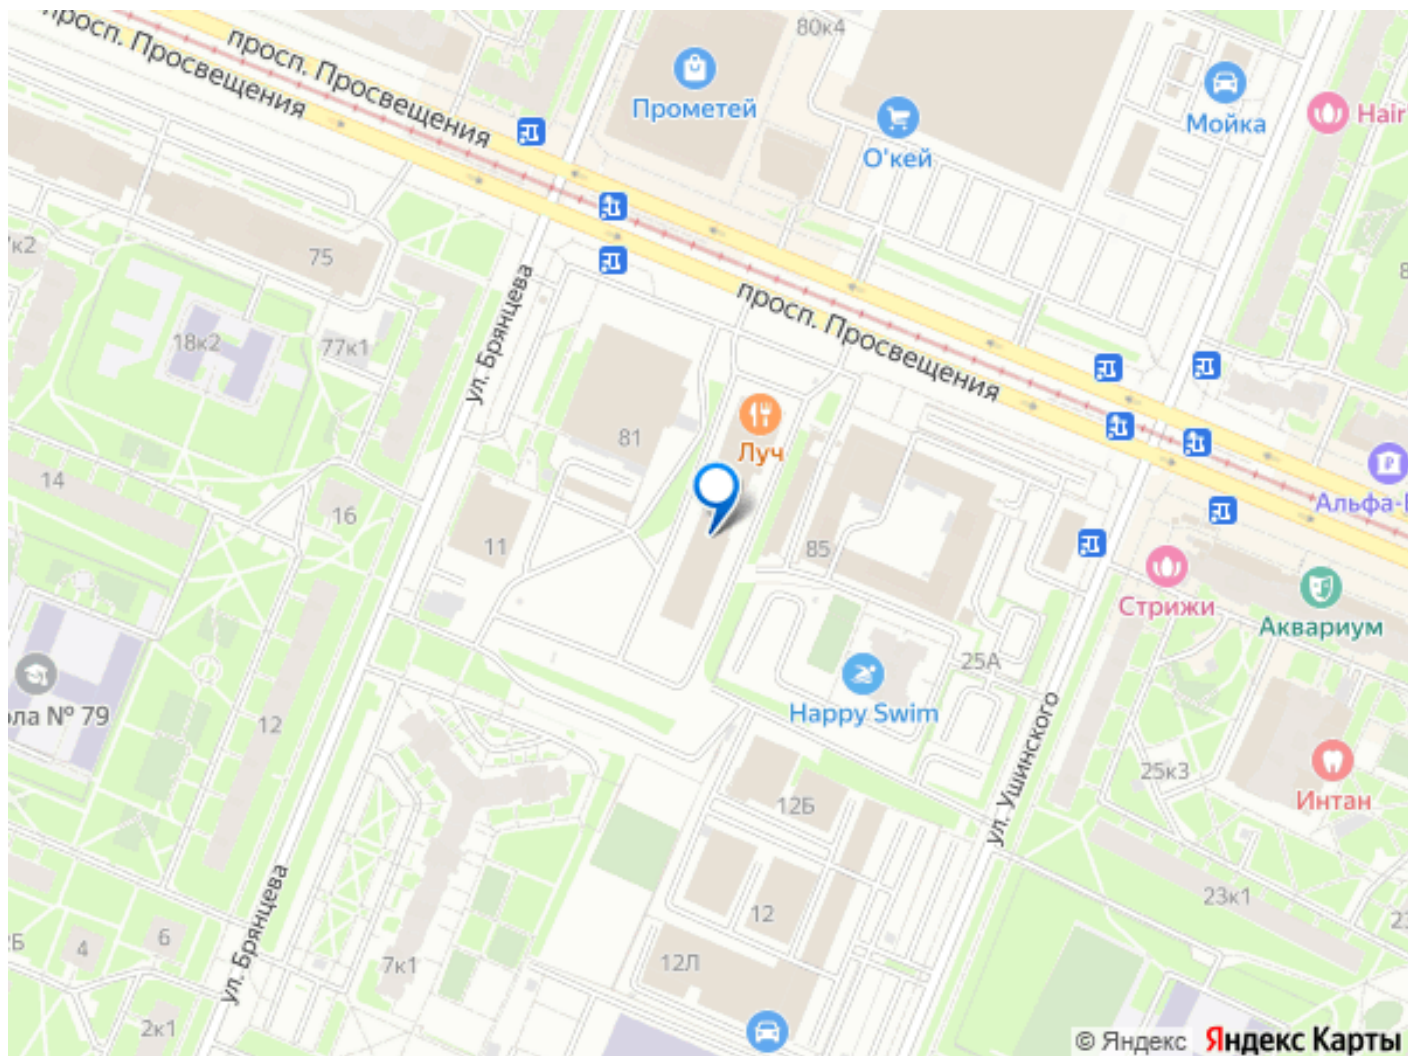 80к4
просп. Просвещения
просп. Просвещения
Прометей
О'кей
Мойка
Hair
7к2
75
18к2
77к1
ул. Брянцева
просп. Просвещения
81
Луч
14
16
11
85
Альфа-Б
Стрижи
Аквариум
25А
ола № 79
12
Happy Swim
ул. Ушинского
25к3
Интан
12Б
23к1
12
ул. Брянцева
4
6
7к1
12Л
2к1
© Яндекс Яндекс Карты